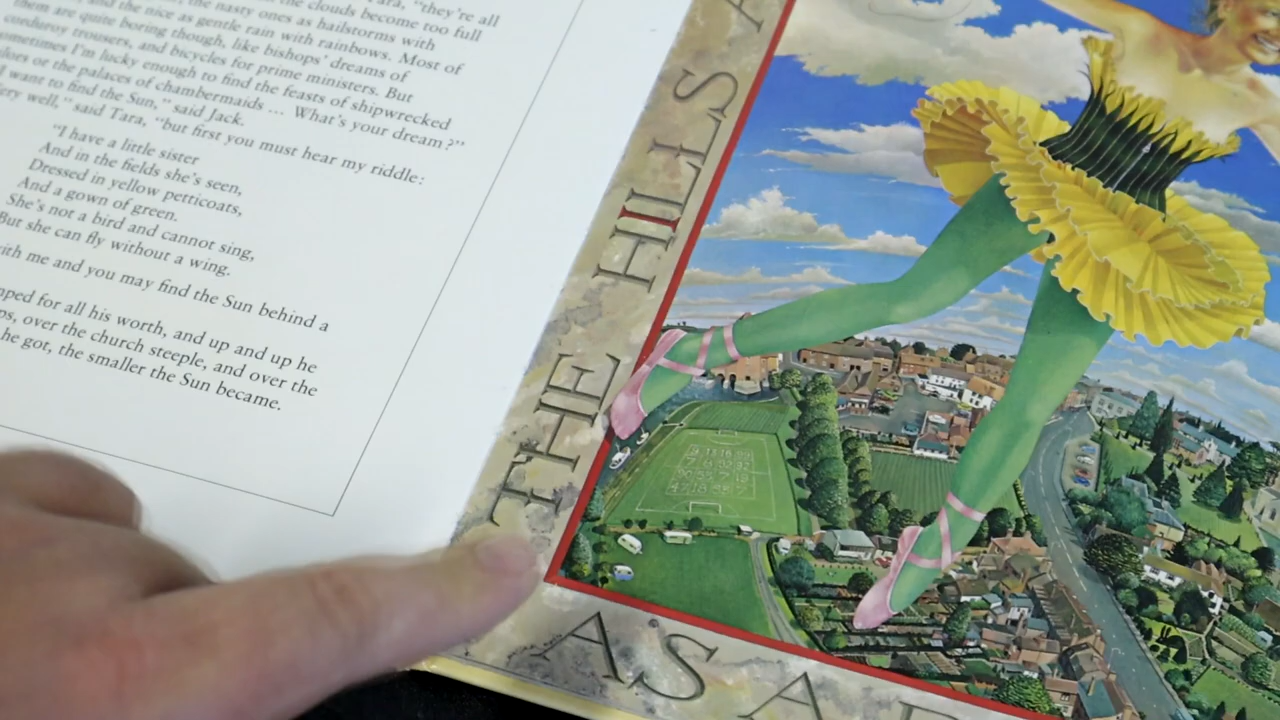 ara, "they're all
the clouds become too full
the nasty ones as hailstorms with
and the nice as gentle rain with rainbows. Most of
them are quite boring though, like bishops' dreams of
corduroy trousers, and bicycles for prime ministers. But
sometimes I'm lucky enough to find the feasts of shipwrecked
or the palaces of chambermaids ... What's your dream?"
want to find the Sun," said Jack.
ery well," said Tara, "but first you must hear my riddle:
"I have a little sister
And in the fields she's seen,
Dressed in yellow petticoats,
And a gown of green.
She's not a bird and cannot sing,
But she can fly without a wing.
with me and you may find the Sun behind a
ped for all his worth, and up and up he
ps, over the church steeple, and over the
he got, the smaller the Sun became.
THE HILLS A
AS A